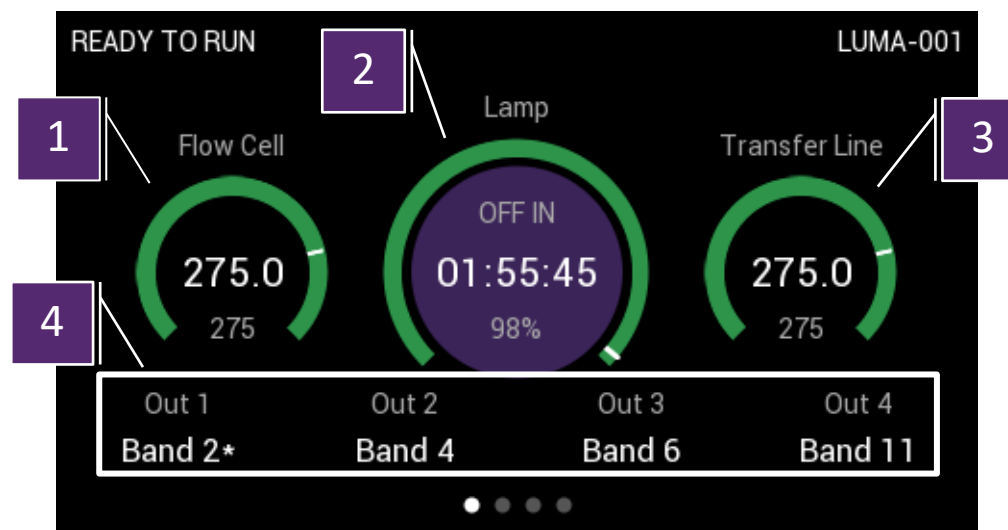 READY TO RUN LUMA-001
2
Lamp
1 Flow Cell Transfer Line 3
OFF IN
275.0 01:55:45 275.0
4 275 98% 275
Out 1 Out 2 Out 3 Out 4
Band 2* Band 4 Band 6 Band 11